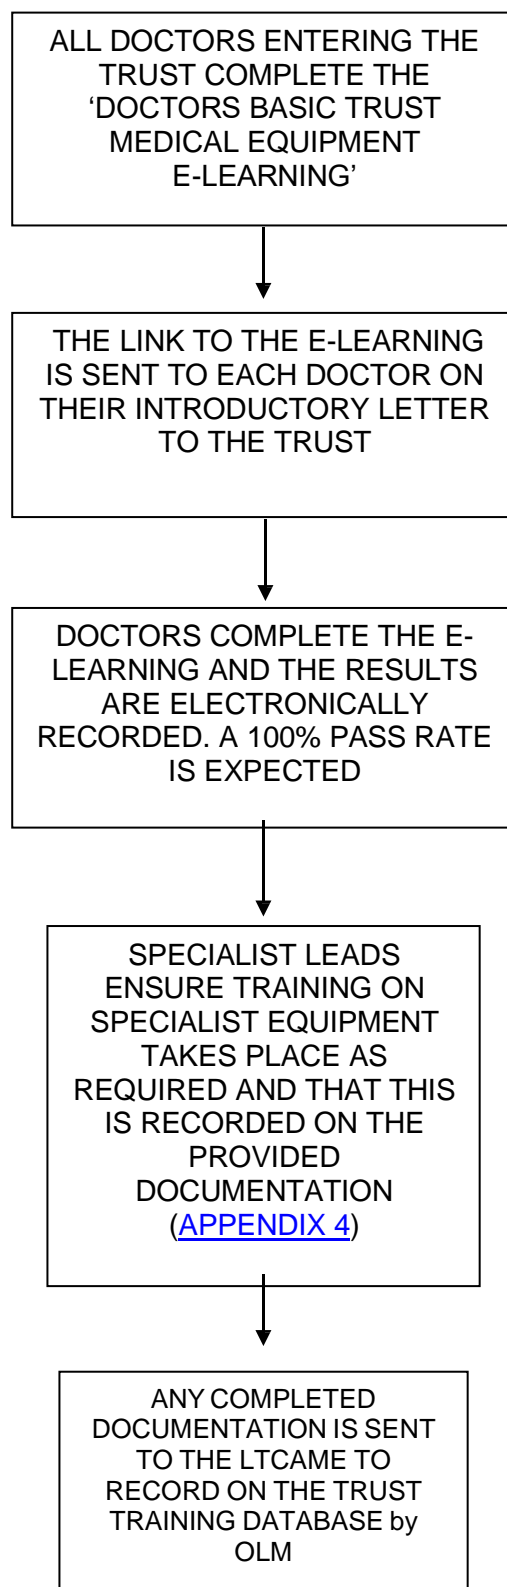 ALL DOCTORS ENTERING THE
TRUST COMPLETE THE
‘DOCTORS BASIC TRUST
MEDICAL EQUIPMENT
E-LEARNING’
THE LINK TO THE E-LEARNING
IS SENT TO EACH DOCTOR ON
THEIR INTRODUCTORY LETTER
TO THE TRUST
DOCTORS COMPLETE THE E-
LEARNING AND THE RESULTS
ARE ELECTRONICALLY
RECORDED. A 100% PASS RATE
IS EXPECTED
SPECIALIST LEADS
ENSURE TRAINING ON
SPECIALIST EQUIPMENT
TAKES PLACE AS
REQUIRED AND THAT THIS
IS RECORDED ON THE
PROVIDED
DOCUMENTATION
(APPENDIX 4)
ANY COMPLETED
DOCUMENTATION IS SENT
TO THE LTCAME TO
RECORD ON THE TRUST
TRAINING DATABASE by
OLM